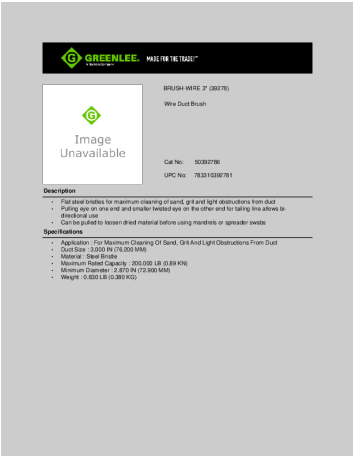 GREENLEE. MADE FOR THE TRADE!™
A Textron Company
BRUSH-WIRE 3" (39278)
Wire Duct Brush
Image
Unavailable
Cat No: 50392786
UPC No: 783310392781
Description
• Flat steel bristles for maximum cleaning of sand, grit and light obstructions from duct
• Pulling eye on one end and smaller twisted eye on the other end for tailing line allows bi-
directional use
• Can be pulled to loosen dried material before using mandrels or spreader swabs
Specifications
• Application : For Maximum Cleaning Of Sand, Grit And Light Obstructions From Duct
• Duct Size : 3.000 IN (76.200 MM)
• Material : Steel Bristle
• Maximum Rated Capacity : 200.000 LB (0.89 KN)
• Minimum Diameter : 2.870 IN (72.900 MM)
• Weight : 0.830 LB (0.380 KG)